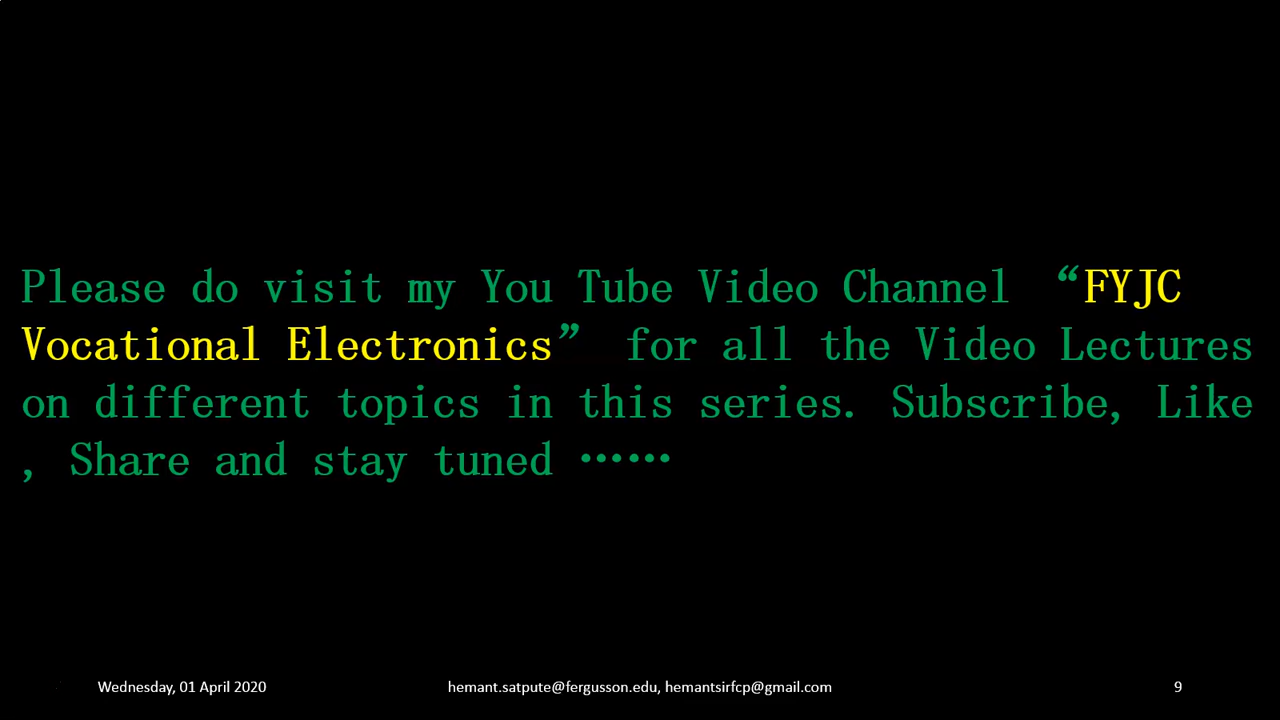 Please do visit my You Tube Video Channel “FYJC
Vocational Electronics” for all the Video Lectures
on different topics in this series. Subscribe, Like
, Share and stay tuned ……
Wednesday, 01 April 2020
hemant.satpute@fergusson.edu, hemantsirfcp@gmail.com
9